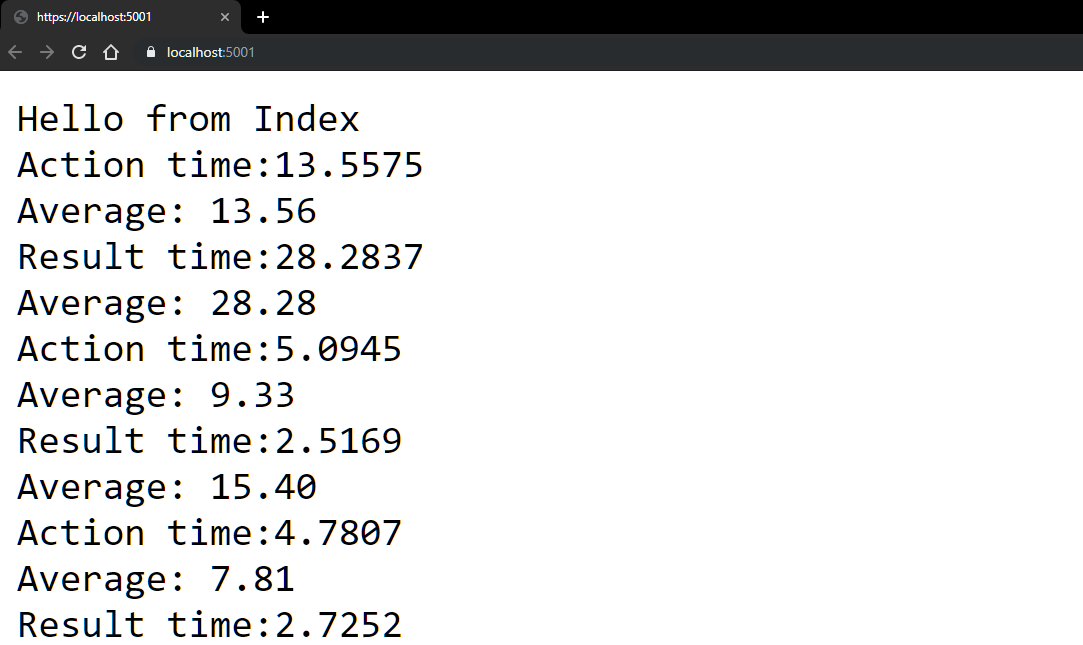 https://localhost:5001
localhost:5001
Hello from Index
Action time:13.5575
Average: 13.56
Result time:28.2837
Average: 28.28
Action time:5.0945
Average: 9.33
Result time:2.5169
Average: 15.40
Action time:4.7807
Average: 7.81
Result time:2.7252